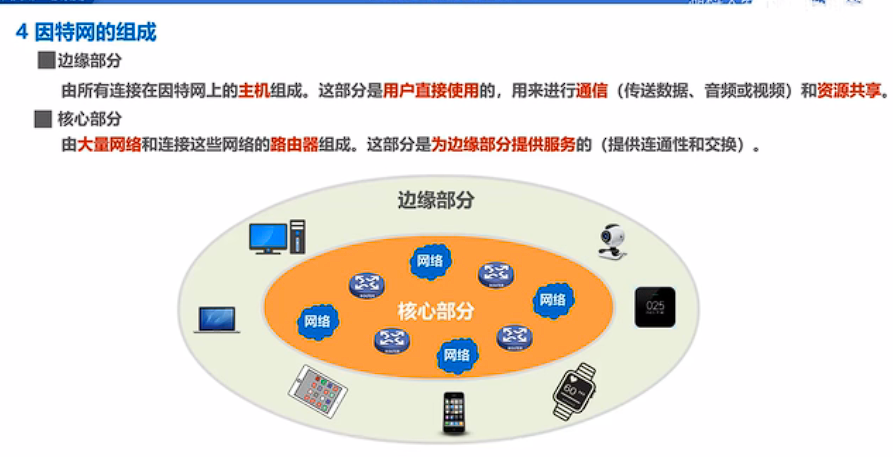 4 因特网的组成
边缘部分
由所有连接在因特网上的主机组成。这部分是用户直接使用的，用来进行通信（传送数据、音频或视频）和资源共享。
核心部分
由大量网络和连接这些网络的路由器组成。这部分是为边缘部分提供服务的（提供连通性和交换）。
边缘部分
网络
ROUTER
ROUTER
网络
025
核心部分
网络
ROUTER
ROUTER
网络
60